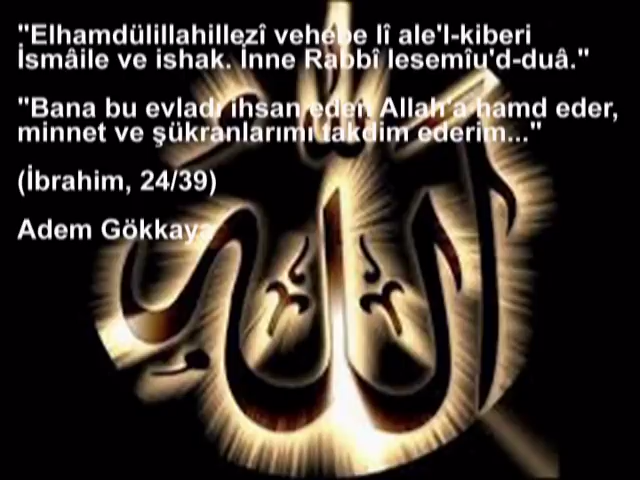 "Elhamdülillahillezî vehebe lî ale'l-kiberi
İsmâile ve ishak. İnne Rabbî lesemîu'd-duâ."
"Bana bu evladı ihsan eden Allah'a hamd eder,
minnet ve şükranlarımı takdim ederim..."
(İbrahim, 24/39)
Adem Gökkaya
الله